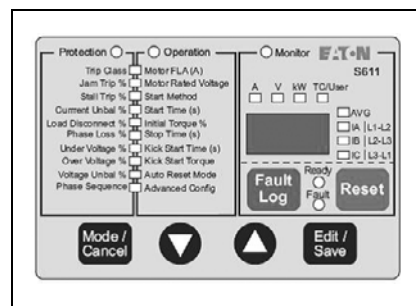 Protection
Operation
Monitor
EATON
S611
Trip Class
Jam Trip %
Stall Trip %
Current Unbal %
Load Disconnect %
Phase Loss %
Under Voltage %
Over Voltage %
Voltage Unbal %
Phase Sequence
Motor FLA (A)
Motor Rated Voltage
Start Method
Start Time (s)
Initial Torque %
Stop Time (s)
Kick Start Time (s)
Kick Start Torque
Auto Reset Mode
Advanced Config
A V kW TC/User
AVG
IA | L1-L2
IB | L2-L3
IC | L3-L1
Fault Log
Ready
Fault
Reset
Mode / Cancel
Edit / Save